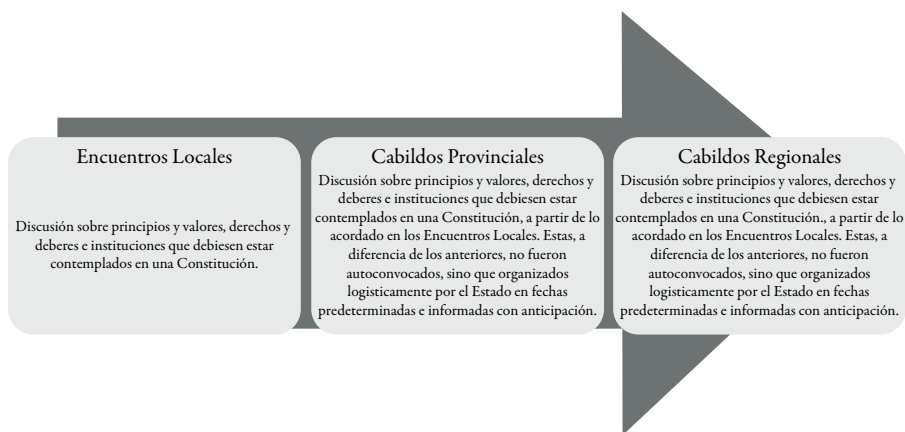 Encuentros Locales
Discusión sobre principios y valores, derechos y
deberes e instituciones que debiesen estar
contemplados en una Constitución.
Cabildos Provinciales
Discusión sobre principios y valores, derechos y
deberes e instituciones que debiesen estar
contemplados en una Constitución, a partir de lo
acordado en los Encuentros Locales. Estas, a
diferencia de los anteriores, no fueron
autoconvocados, sino que organizados
logisticamente por el Estado en fechas
predeterminadas e informadas con anticipación.
Cabildos Regionales
Discusión sobre principios y valores, derechos y
deberes e instituciones que debiesen estar
contemplados en una Constitución., a partir de lo
acordado en los Encuentros Locales. Estas, a
diferencia de los anteriores, no fueron
autoconvocados, sino que organizados
logisticamente por el Estado en fechas
predeterminadas e informadas con anticipación.